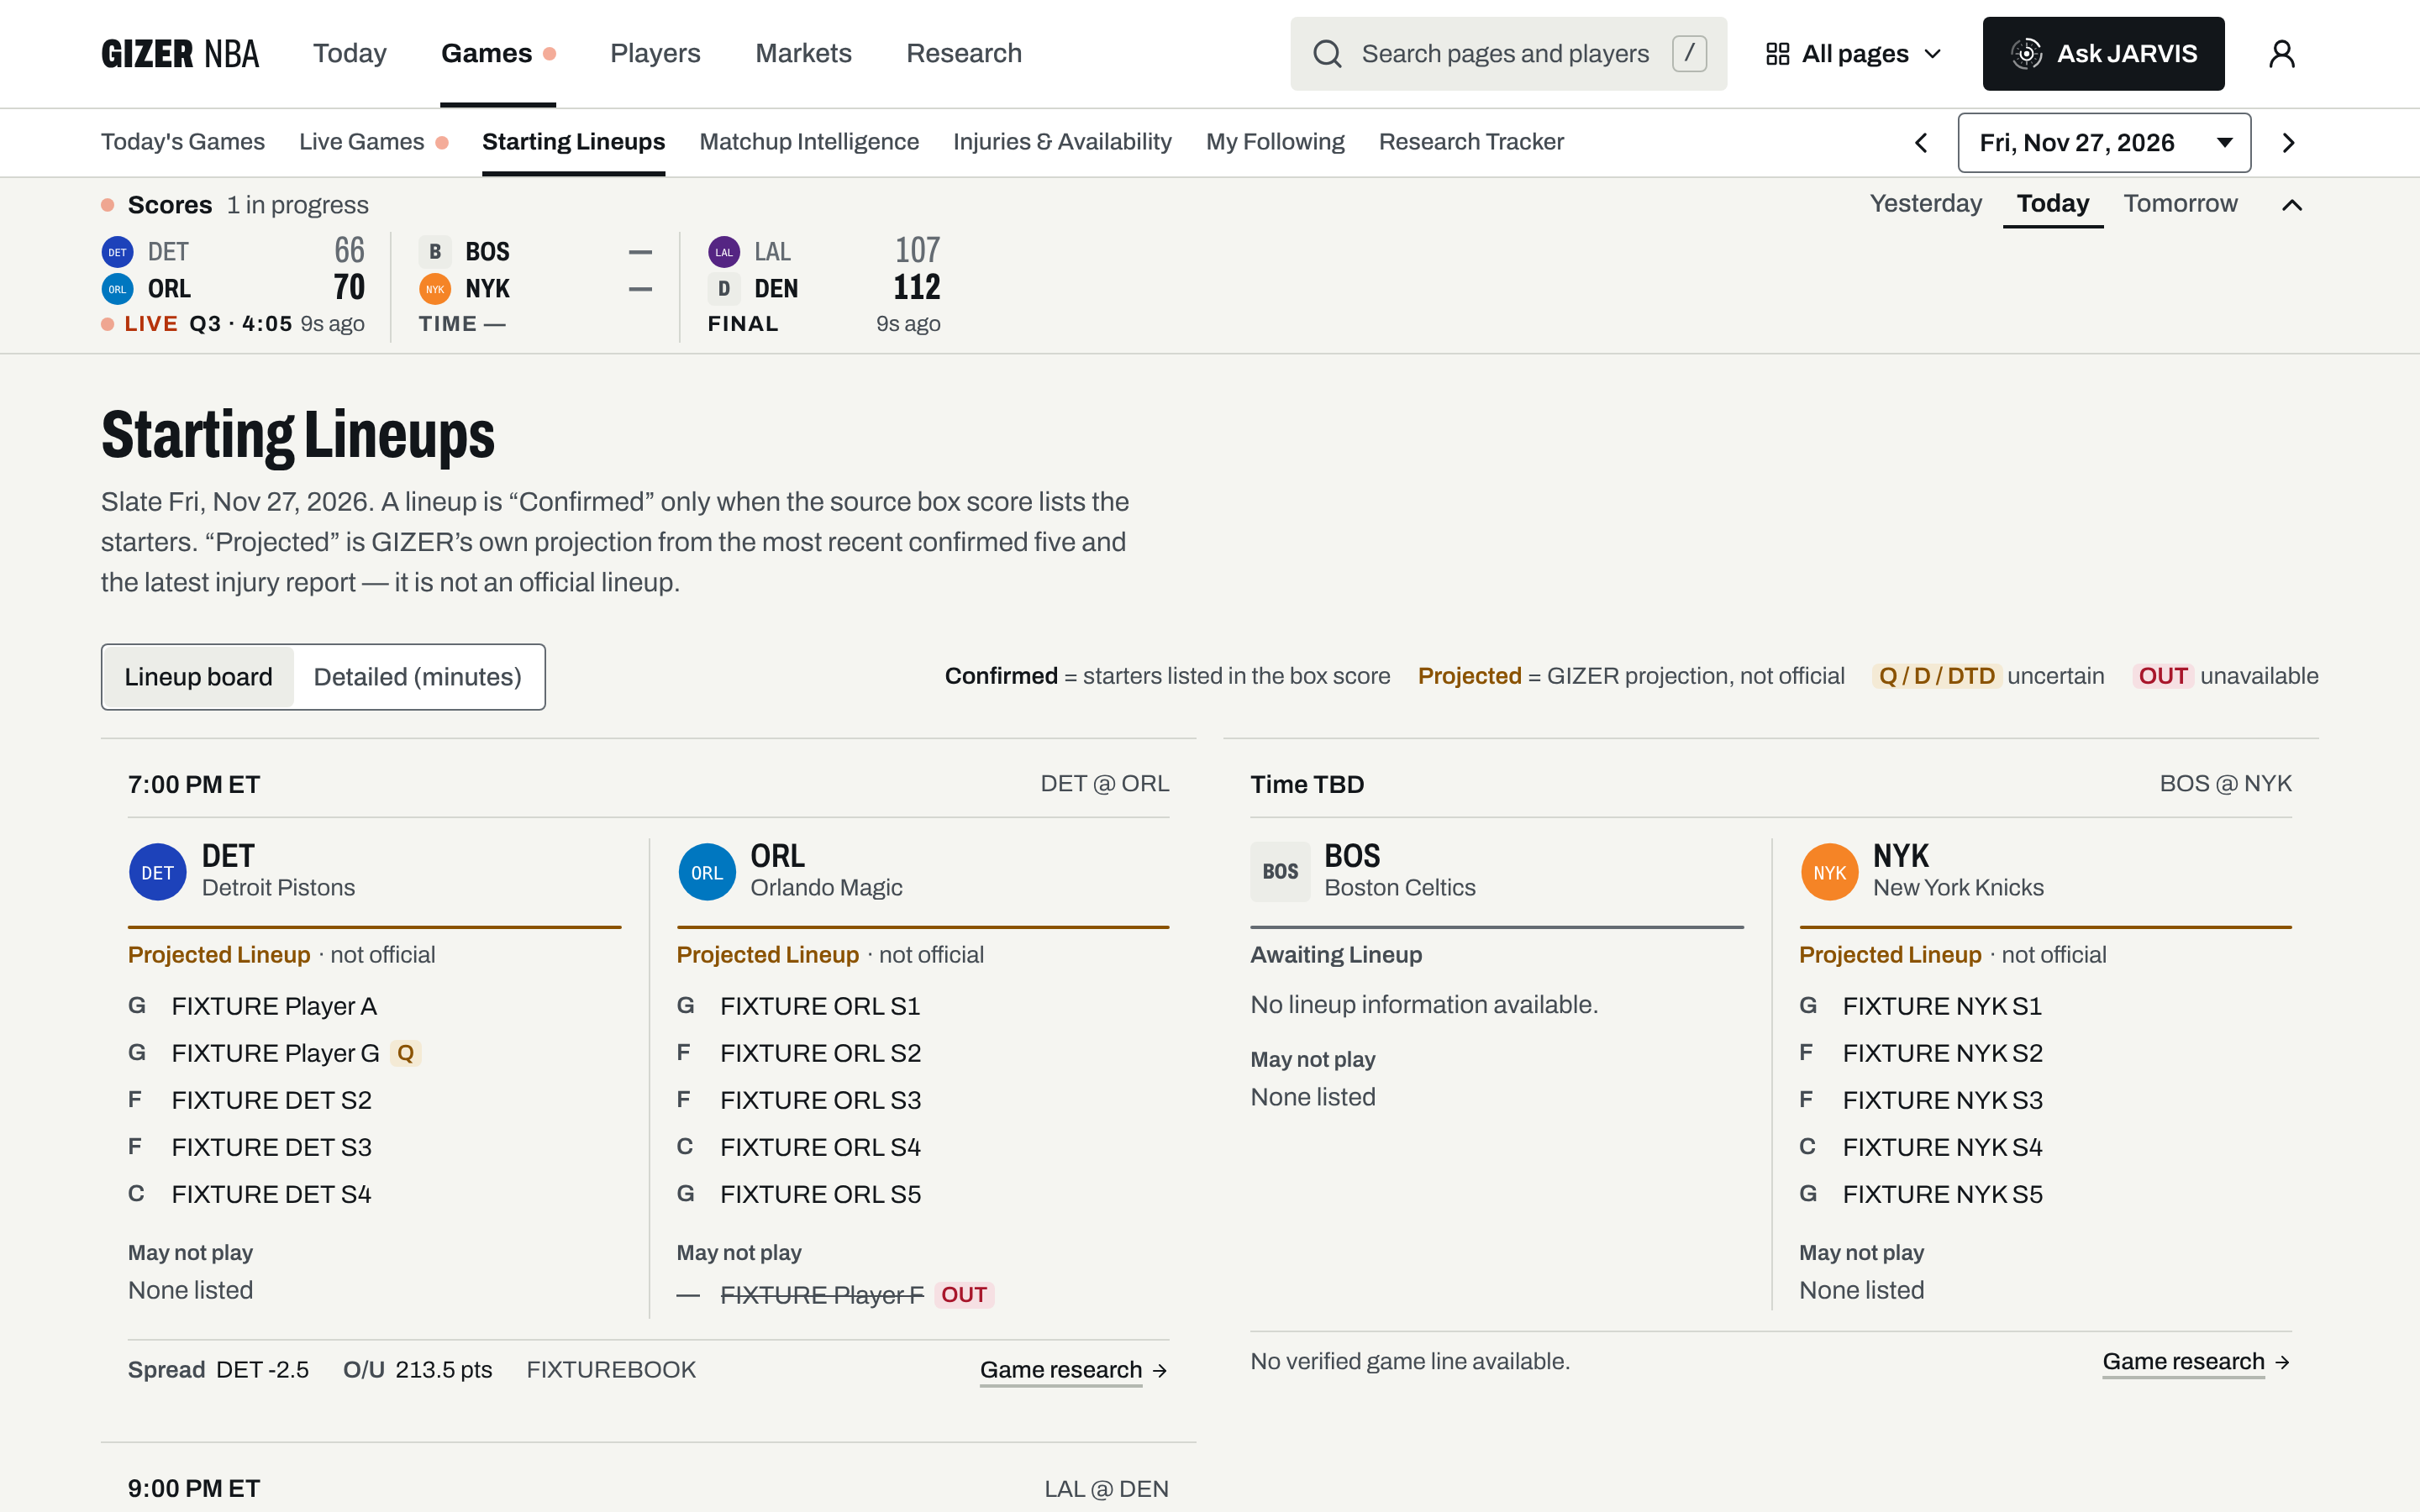 GIZER NBA Today Games Players Markets Research Search pages and players / All pages Ask JARVIS
Today's Games Live Games Starting Lineups Matchup Intelligence Injuries & Availability My Following Research Tracker Fri, Nov 27, 2026
Scores 1 in progress Yesterday Today Tomorrow
DET DET 66
ORL ORL 70
LIVE Q3 · 4:05 9s ago
B BOS —
NYK NYK —
TIME —
LAL LAL 107
D DEN 112
FINAL 9s ago
Starting Lineups
Slate Fri, Nov 27, 2026. A lineup is “Confirmed” only when the source box score lists the
starters. “Projected” is GIZER’s own projection from the most recent confirmed five and
the latest injury report — it is not an official lineup.
Lineup board Detailed (minutes)
Confirmed = starters listed in the box score Projected = GIZER projection, not official Q / D / DTD uncertain OUT unavailable
7:00 PM ET DET @ ORL
DET DET
Detroit Pistons
Projected Lineup · not official
G FIXTURE Player A
G FIXTURE Player G Q
F FIXTURE DET S2
F FIXTURE DET S3
C FIXTURE DET S4
May not play
None listed
ORL ORL
Orlando Magic
Projected Lineup · not official
G FIXTURE ORL S1
F FIXTURE ORL S2
F FIXTURE ORL S3
C FIXTURE ORL S4
G FIXTURE ORL S5
May not play
— FIXTURE Player F OUT
Spread DET -2.5 O/U 213.5 pts FIXTUREBOOK Game research →
Time TBD BOS @ NYK
BOS BOS
Boston Celtics
Awaiting Lineup
No lineup information available.
May not play
None listed
NYK NYK
New York Knicks
Projected Lineup · not official
G FIXTURE NYK S1
F FIXTURE NYK S2
F FIXTURE NYK S3
C FIXTURE NYK S4
G FIXTURE NYK S5
May not play
None listed
No verified game line available. Game research →
9:00 PM ET LAL @ DEN